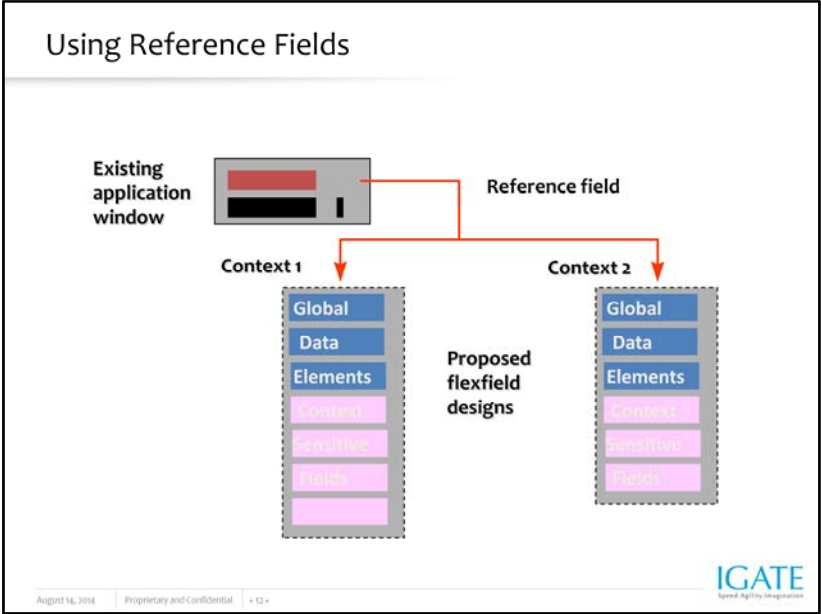 Using Reference Fields
Existing
application
window
Reference field
Context 1
Context 2
Global
Data
Elements
Context
Sensitive
Fields
Proposed
flexfield
designs
Global
Data
Elements
Context
Sensitive
Fields
August 14, 2014
Proprietary and Confidential
- 12 -
IGATE
Speed.Agility.Imagination